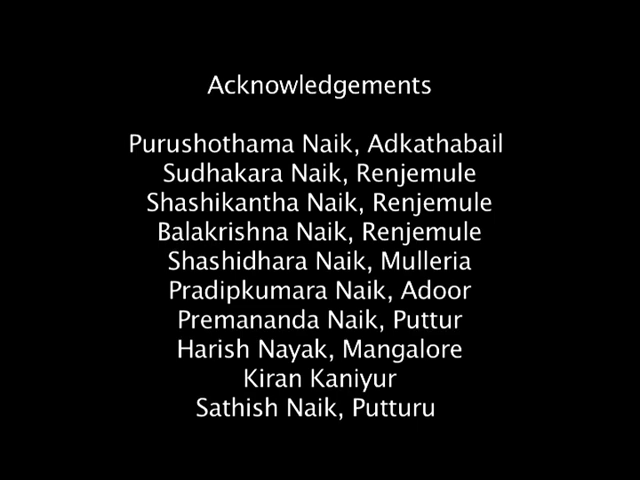 Acknowledgements
Purushothama Naik, Adkathabail
Sudhakara Naik, Renjemule
Shashikantha Naik, Renjemule
Balakrishna Naik, Renjemule
Shashidhara Naik, Mulleria
Pradipkumara Naik, Adoor
Premananda Naik, Puttur
Harish Nayak, Mangalore
Kiran Kaniyur
Sathish Naik, Putturu